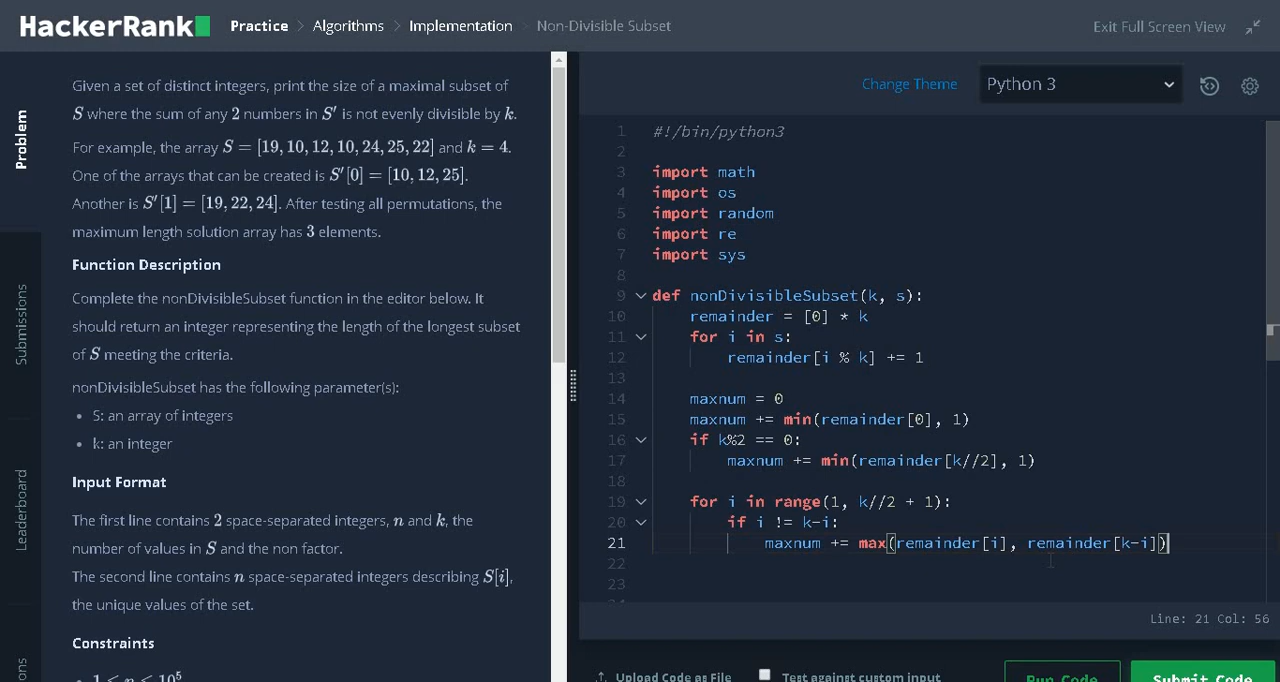 HackerRank Practice > Algorithms > Implementation > Non-Divisible Subset Exit Full Screen View
Problem
Submissions
Leaderboard
Given a set of distinct integers, print the size of a maximal subset of
S where the sum of any 2 numbers in S′ is not evenly divisible by k.
For example, the array S = [19, 10, 12, 10, 24, 25, 22] and k = 4.
One of the arrays that can be created is S′[0] = [10, 12, 25].
Another is S′[1] = [19, 22, 24]. After testing all permutations, the
maximum length solution array has 3 elements.
Function Description
Complete the nonDivisibleSubset function in the editor below. It
should return an integer representing the length of the longest subset
of S meeting the criteria.
nonDivisibleSubset has the following parameter(s):
• S: an array of integers
• k: an integer
Input Format
The first line contains 2 space-separated integers, n and k, the
number of values in S and the non factor.
The second line contains n space-separated integers describing S[i],
the unique values of the set.
Constraints
• 1 ≤ n ≤ 10^5
Change Theme Python 3
1 #!/bin/python3
2
3 import math
4 import os
5 import random
6 import re
7 import sys
8
9 def nonDivisibleSubset(k, s):
10 remainder = [0] * k
11 for i in s:
12 remainder[i % k] += 1
13
14 maxnum = 0
15 maxnum += min(remainder[0], 1)
16 if k%2 == 0:
17 maxnum += min(remainder[k//2], 1)
18
19 for i in range(1, k//2 + 1):
20 if i != k-i:
21 maxnum += max(remainder[i], remainder[k-i])
22
23
Line: 21 Col: 56
Upload Code as File Test against custom input Run Code Submit Code